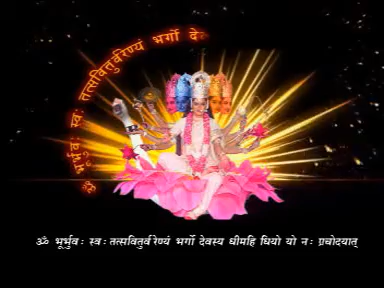 ॐ भूर्भुवः स्वः तत्सवितुर्वरेण्यं भर्गो दे
ॐ भूर्भुवः स्वः तत्सवितुर्वरेण्यं भर्गो देवस्य धीमहि धियो यो नः प्रचोदयात्